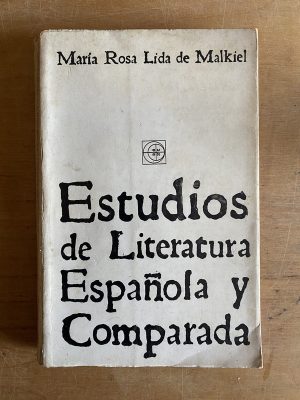 María Rosa Lida de Malkiel
Estudios
de Literatura
Española y
Comparada